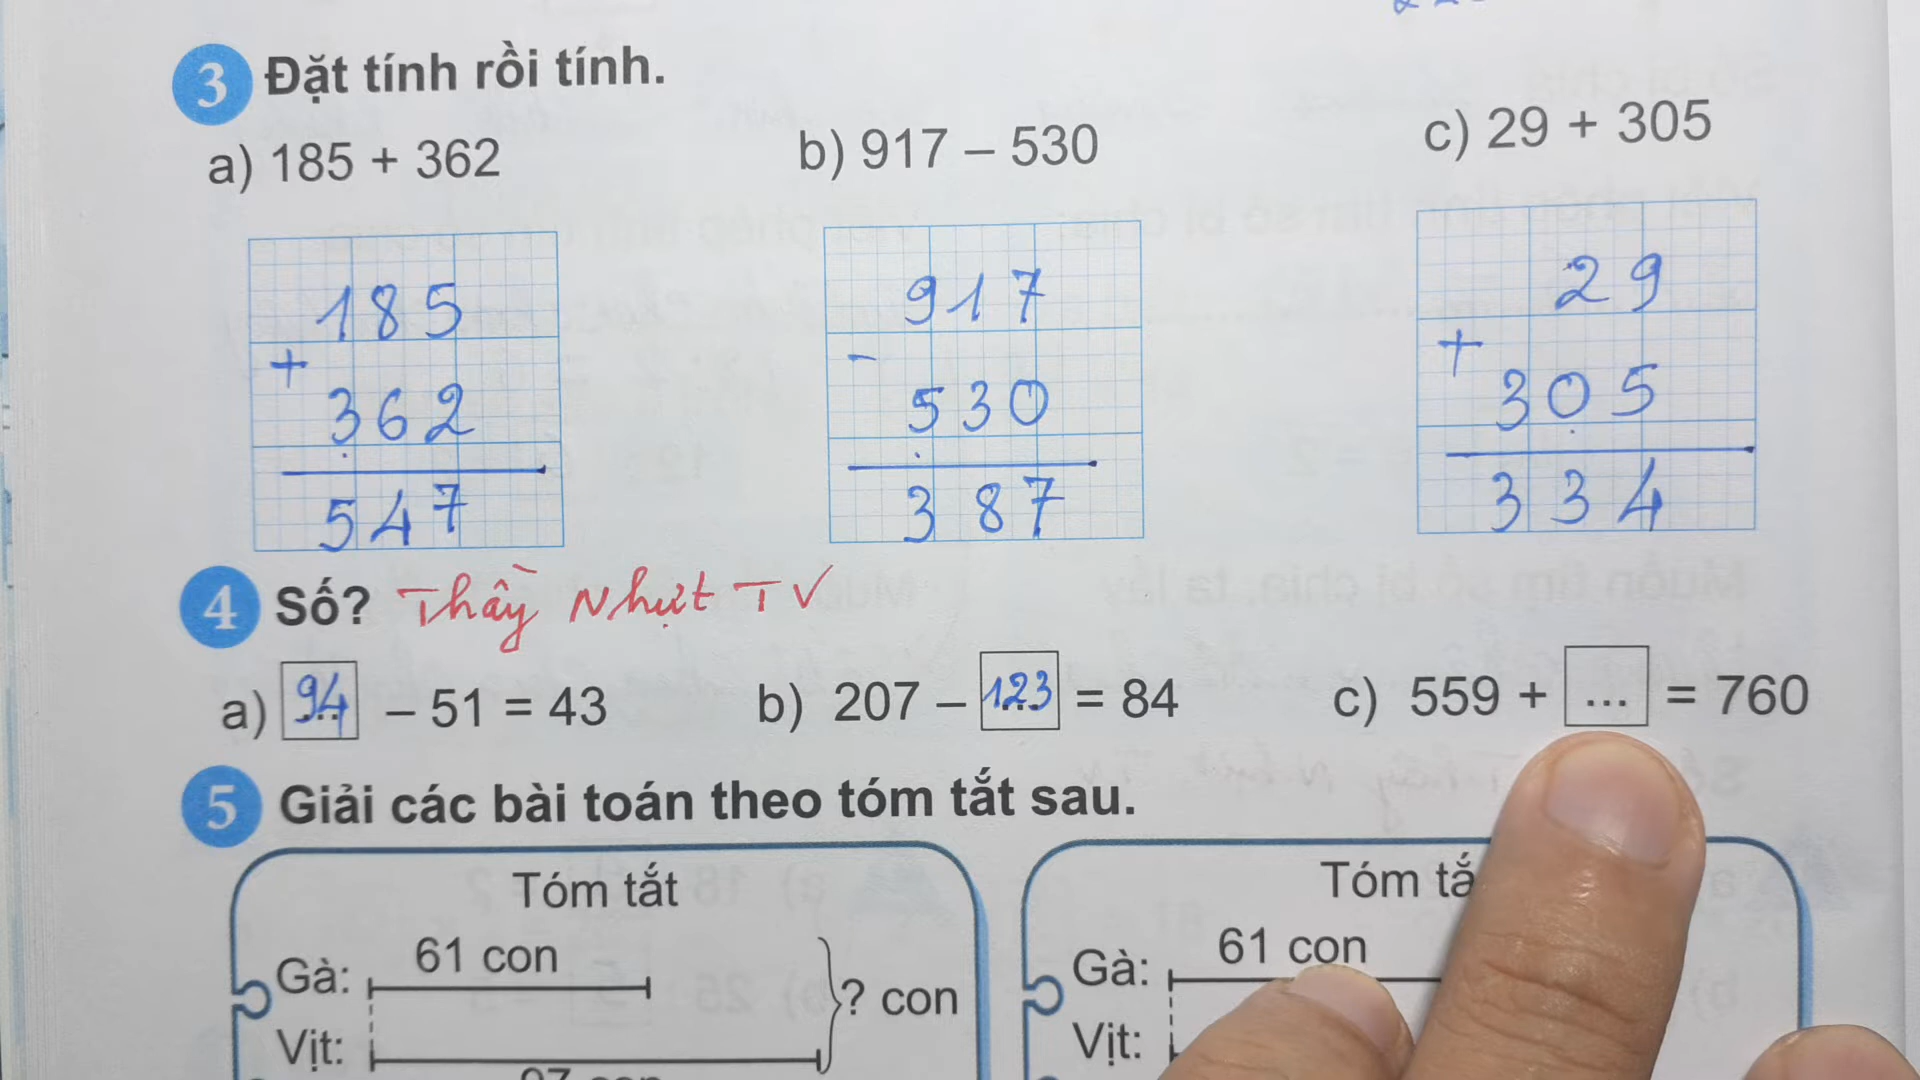 3 Đặt tính rồi tính.
a) 185 + 362
b) 917 – 530
c) 29 + 305
185
+
362
547
917
-
530
387
29
+
305
334
4 Số? Thầy Nhựt TV
a) 94 – 51 = 43
b) 207 – 123 = 84
c) 559 + ... = 760
5 Giải các bài toán theo tóm tắt sau.
Tóm tắt
61 con
Gà:
? con
Vịt:
Tóm
61 con
Gà:
Vịt: